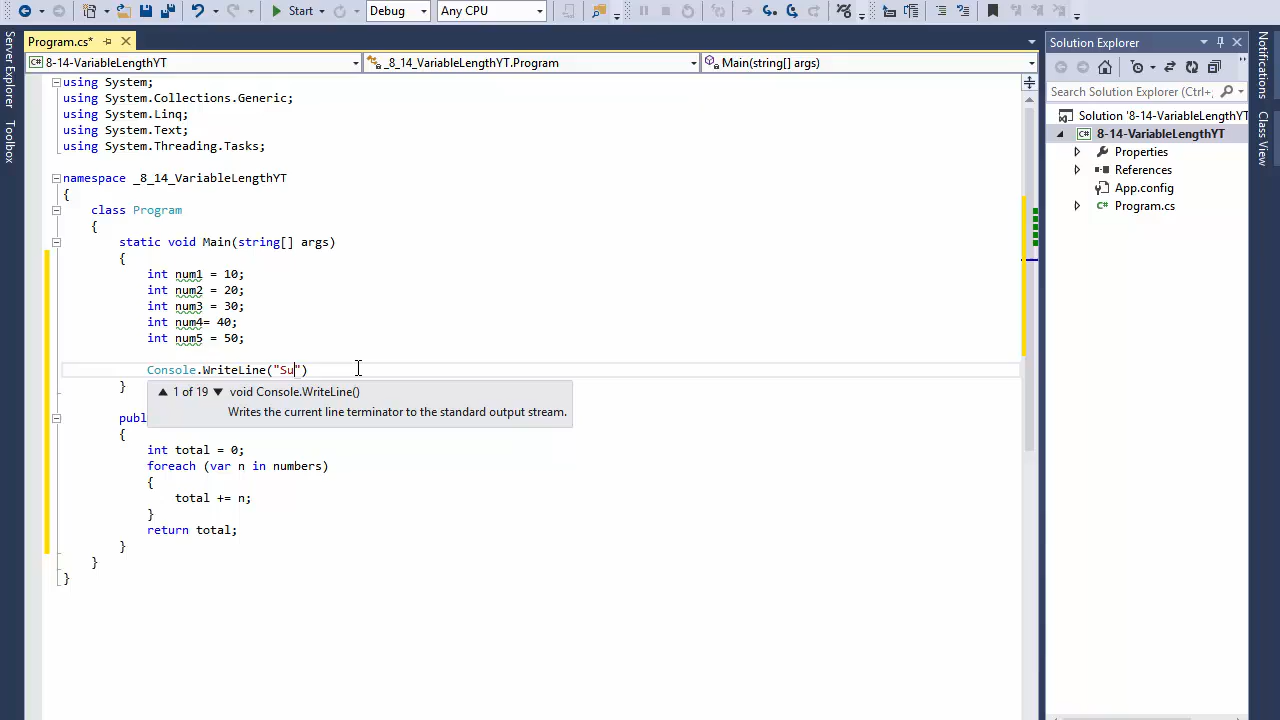 Start
Debug
Any CPU
Program.cs*
8-14-VariableLengthYT
_8_14_VariableLengthYT.Program
Main(string[] args)
using System;
using System.Collections.Generic;
using System.Linq;
using System.Text;
using System.Threading.Tasks;
namespace _8_14_VariableLengthYT
{
class Program
{
static void Main(string[] args)
{
int num1 = 10;
int num2 = 20;
int num3 = 30;
int num4= 40;
int num5 = 50;
Console.WriteLine("Su")
}
1 of 19 void Console.WriteLine()
Writes the current line terminator to the standard output stream.
publ
{
int total = 0;
foreach (var n in numbers)
{
total += n;
}
return total;
}
}
}
Server Explorer
Toolbox
Solution Explorer
Search Solution Explorer (Ctrl+;
Solution '8-14-VariableLengthYT
8-14-VariableLengthYT
Properties
References
App.config
Program.cs
Notifications
Class View